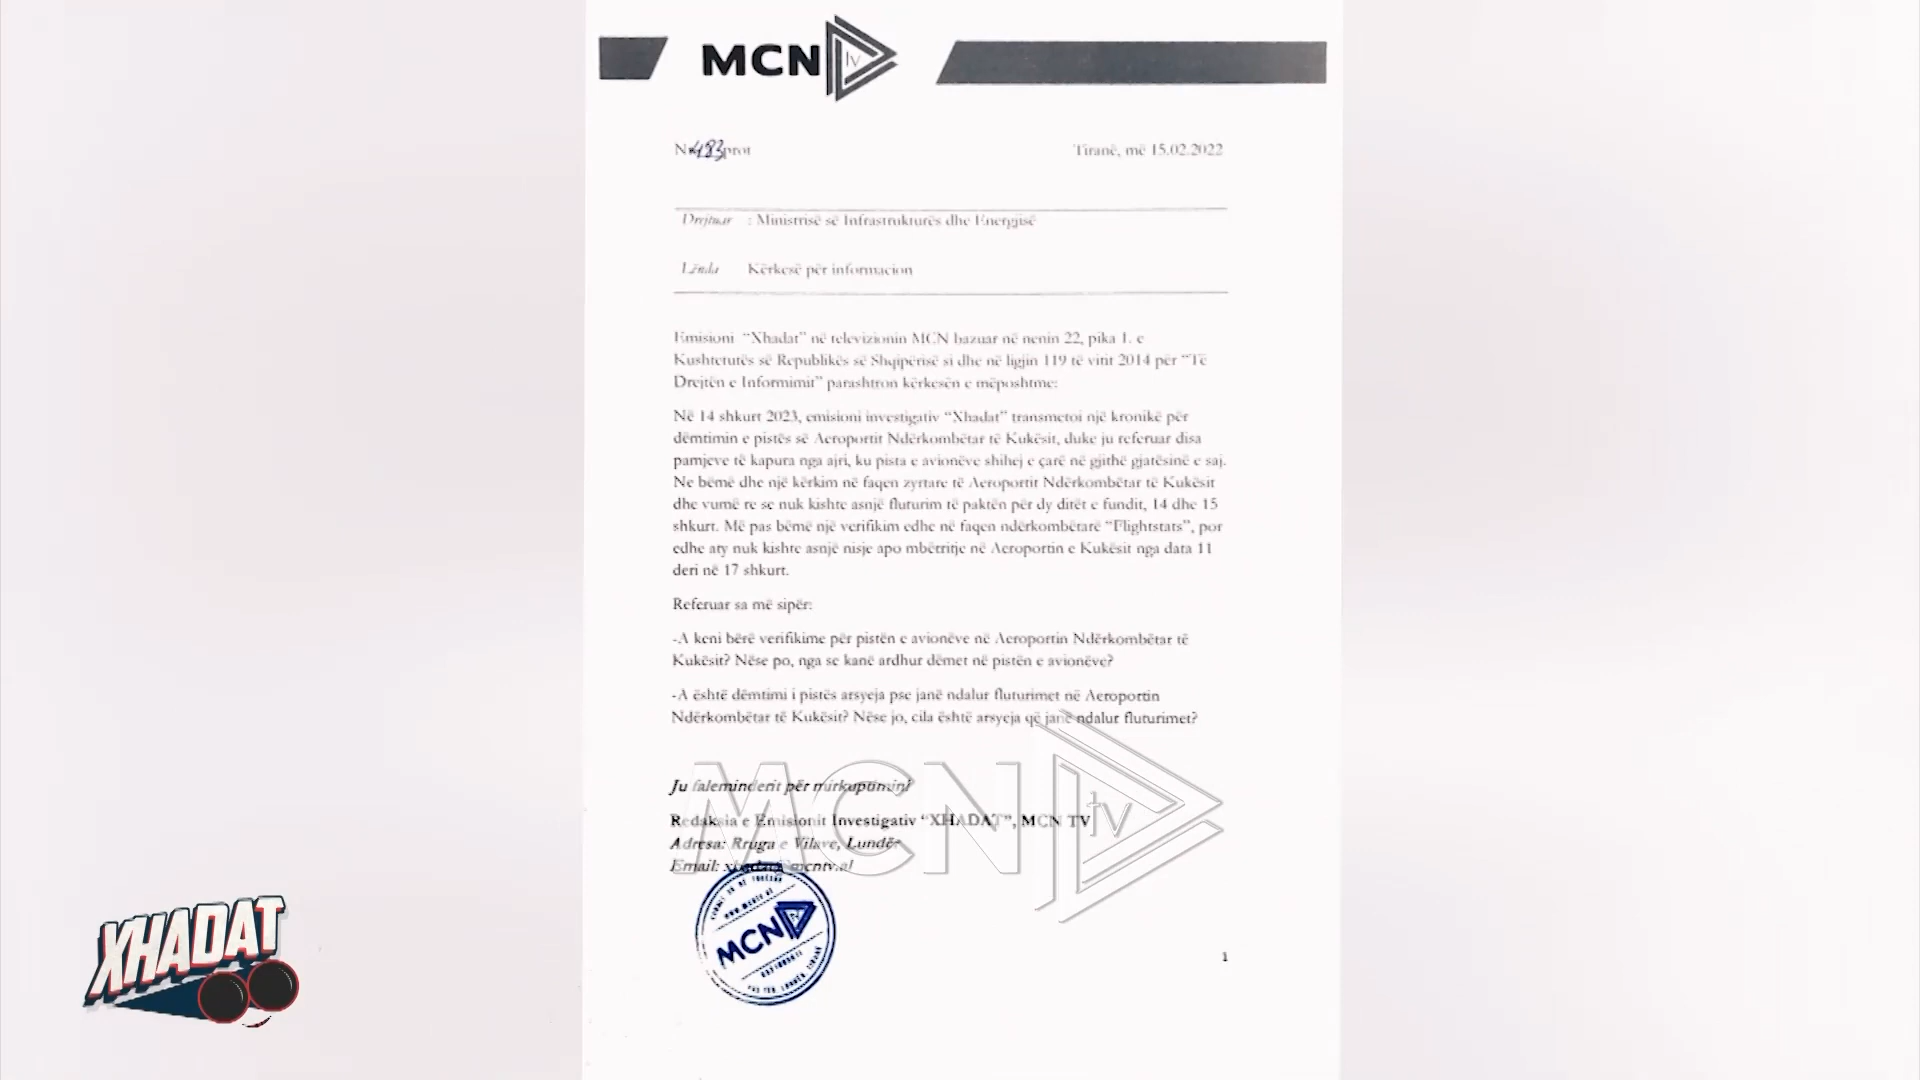 MCN tv
Nr. 483 prot
Tiranë, më 15.02.2022
Drejtuar : Ministrisë së Infrastrukturës dhe Energjisë
Lënda Kërkesë për informacion
Emisioni "Xhadat" në televizionin MCN bazuar në nenin 22, pika 1. e
Kushtetutës së Republikës së Shqipërisë si dhe në ligjin 119 të vitit 2014 për "Të
Drejtën e Informimit" parashtron kërkesën e mëposhtme:
Në 14 shkurt 2023, emisioni investigativ "Xhadat" transmetoi një kronikë për
dëmtimin e pistës së Aeroportit Ndërkombëtar të Kukësit, duke ju referuar disa
pamjeve të kapura nga ajri, ku pista e avionëve shihej e çarë në gjithë gjatësinë e saj.
Ne bëmë dhe një kërkim në faqen zyrtare të Aeroportit Ndërkombëtar të Kukësit
dhe vumë re se nuk kishte asnjë fluturim të paktën për dy ditët e fundit, 14 dhe 15
shkurt. Më pas bëmë një verifikim edhe në faqen ndërkombëtare "Flightstats", por
edhe aty nuk kishte asnjë nisje apo mbërritje në Aeroportin e Kukësit nga data 11
deri në 17 shkurt.
Referuar sa më sipër:
-A keni bërë verifikime për pistën e avionëve në Aeroportin Ndërkombëtar të
Kukësit? Nëse po, nga se kanë ardhur dëmet në pistën e avionëve?
-A është dëmtimi i pistës arsyeja pse janë ndalur fluturimet në Aeroportin
Ndërkombëtar të Kukësit? Nëse jo, cila është arsyeja që janë ndalur fluturimet?
Ju faleminderit për mirkuptimin!
Redaksia e Emisionit Investigativ "XHADAT", MCN TV
Adresa: Rruga e Vilave, Lundër
Email: xhadat@mcntv.al
MCN tv
www.mcntv.al
MCN tv
1
XHADAT